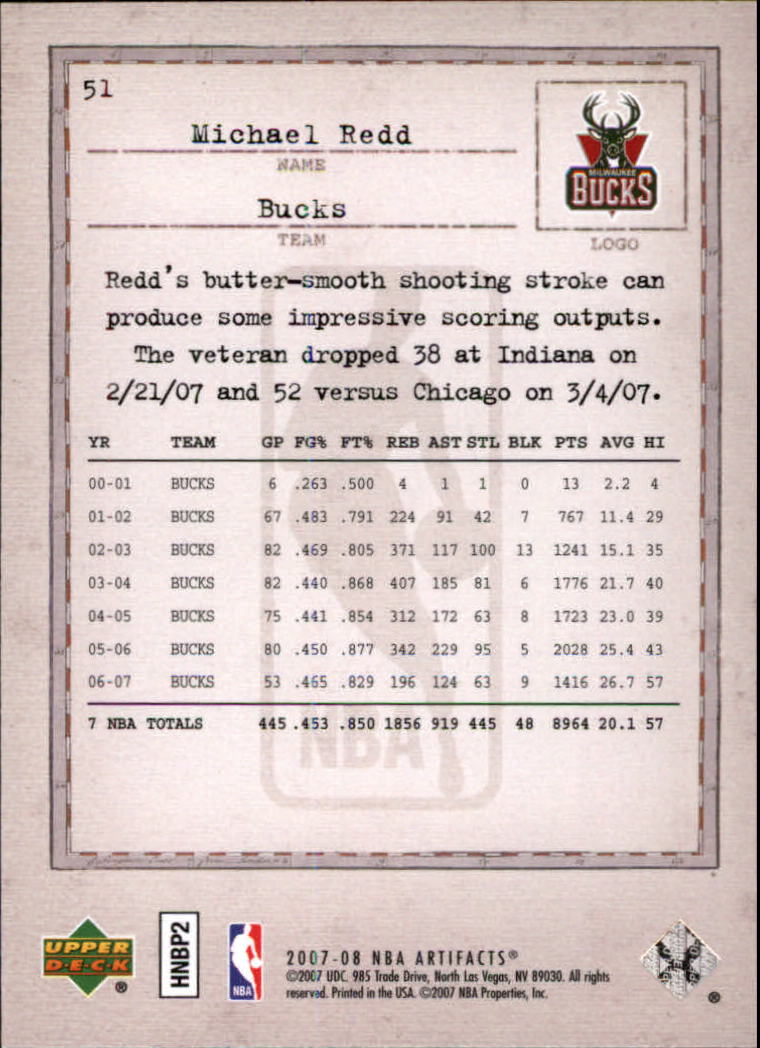 51
Michael Redd
NAME
Bucks
TEAM
MILWAUKEE
BUCKS
LOGO
Redd's butter-smooth shooting stroke can
produce some impressive scoring outputs.
The veteran dropped 38 at Indiana on
2/21/07 and 52 versus Chicago on 3/4/07.
YR TEAM GP FG% FT% REB AST STL BLK PTS AVG HI
00-01 BUCKS 6 .263 .500 4 1 1 0 13 2.2 4
01-02 BUCKS 67 .483 .791 224 91 42 7 767 11.4 29
02-03 BUCKS 82 .469 .805 371 117 100 13 1241 15.1 35
03-04 BUCKS 82 .440 .868 407 185 81 6 1776 21.7 40
04-05 BUCKS 75 .441 .854 312 172 63 8 1723 23.0 39
05-06 BUCKS 80 .450 .877 342 229 95 5 2028 25.4 43
06-07 BUCKS 53 .465 .829 196 124 63 9 1416 26.7 57
7 NBA TOTALS 445 .453 .850 1856 919 445 48 8964 20.1 57
NBA
UPPER
D·E·C·K
®
HNBP2
NBA
2007-08 NBA ARTIFACTS®
©2007 UDC. 985 Trade Drive, North Las Vegas, NV 89030. All rights
reserved. Printed in the USA. ©2007 NBA Properties, Inc.
®